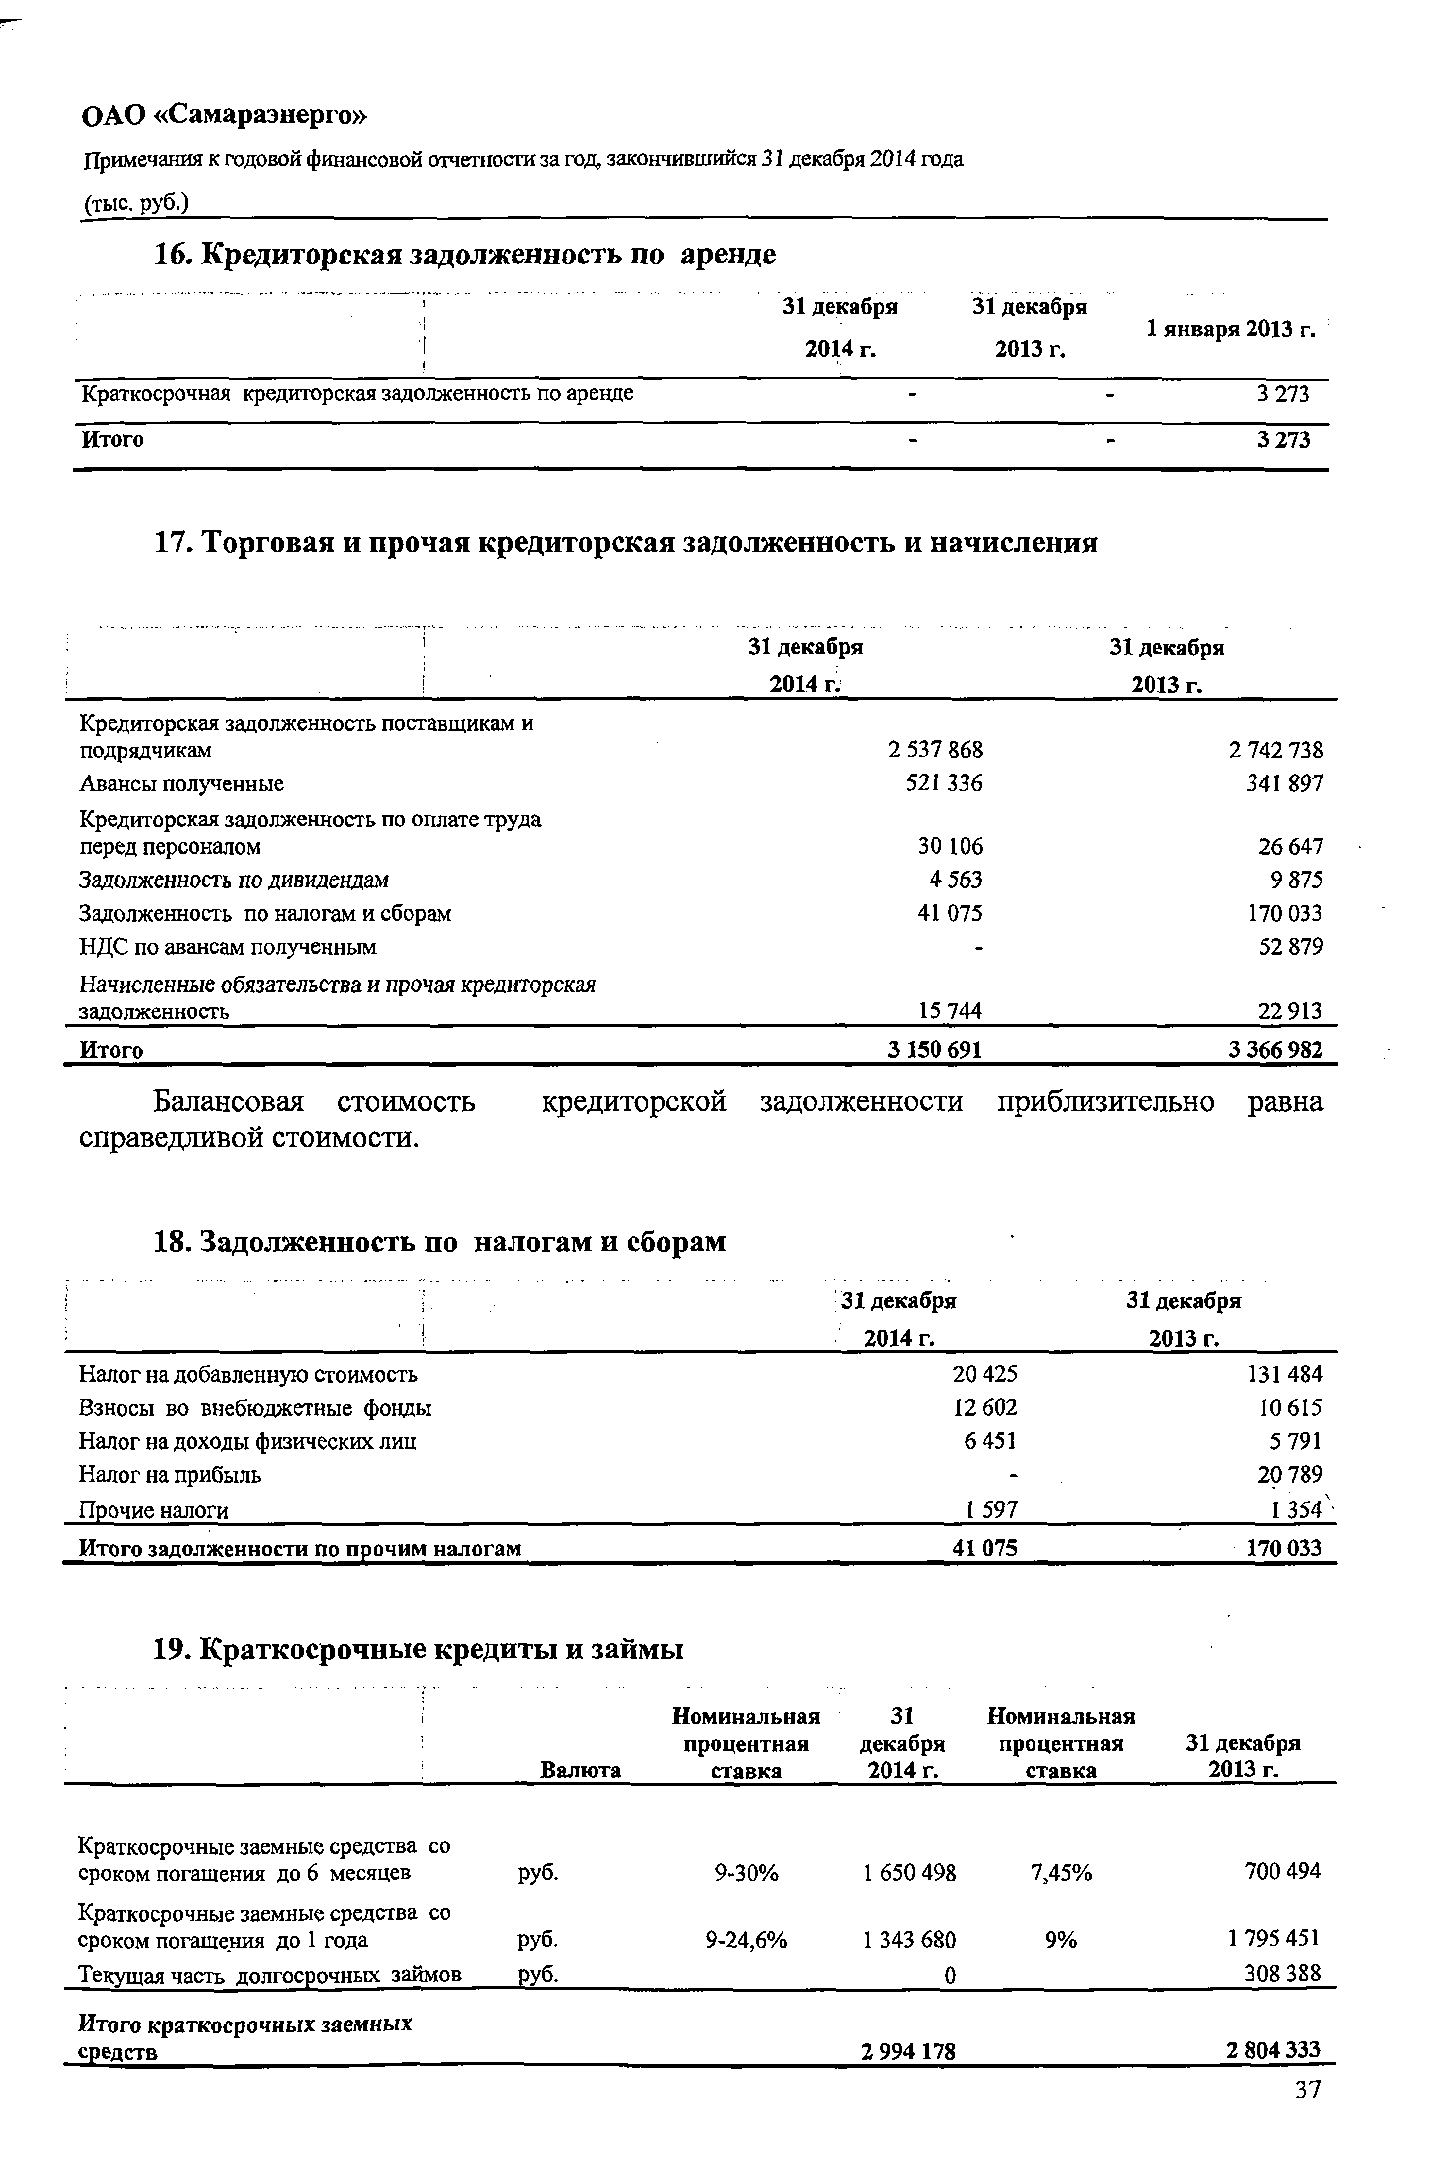 ОАО «Самараэнерго»
Примечания к годовой финансовой отчетности за год, закончившийся 31 декабря 2014 года
(тыс. руб.)
16. Кредиторская задолженность по аренде
31 декабря 2014 г. 31 декабря 2013 г. 1 января 2013 г.
Краткосрочная кредиторская задолженность по аренде - - 3 273
Итого - - 3 273
17. Торговая и прочая кредиторская задолженность и начисления
31 декабря 31 декабря
2014 г. 2013 г.
Кредиторская задолженность поставщикам и
подрядчикам 2 537 868 2 742 738
Авансы полученные 521 336 341 897
Кредиторская задолженность по оплате труда
перед персоналом 30 106 26 647
Задолженность по дивидендам 4 563 9 875
Задолженность по налогам и сборам 41 075 170 033
НДС по авансам полученным - 52 879
Начисленные обязательства и прочая кредиторская
задолженность 15 744 22 913
Итого 3 150 691 3 366 982
Балансовая стоимость кредиторской задолженности приблизительно равна
справедливой стоимости.
18. Задолженность по налогам и сборам
31 декабря 31 декабря
2014 г. 2013 г.
Налог на добавленную стоимость 20 425 131 484
Взносы во внебюджетные фонды 12 602 10 615
Налог на доходы физических лиц 6 451 5 791
Налог на прибыль - 20 789
Прочие налоги 1 597 1 354
Итого задолженности по прочим налогам 41 075 170 033
19. Краткосрочные кредиты и займы
Номинальная 31 Номинальная
процентная декабря процентная 31 декабря
Валюта ставка 2014 г. ставка 2013 г.
Краткосрочные заемные средства со
сроком погашения до 6 месяцев руб. 9-30% 1 650 498 7,45% 700 494
Краткосрочные заемные средства со
сроком погащения до 1 года руб. 9-24,6% 1 343 680 9% 1 795 451
Текущая часть долгосрочных займов руб. 0 308 388
Итого краткосрочных заемных
средств 2 994 178 2 804 333
37